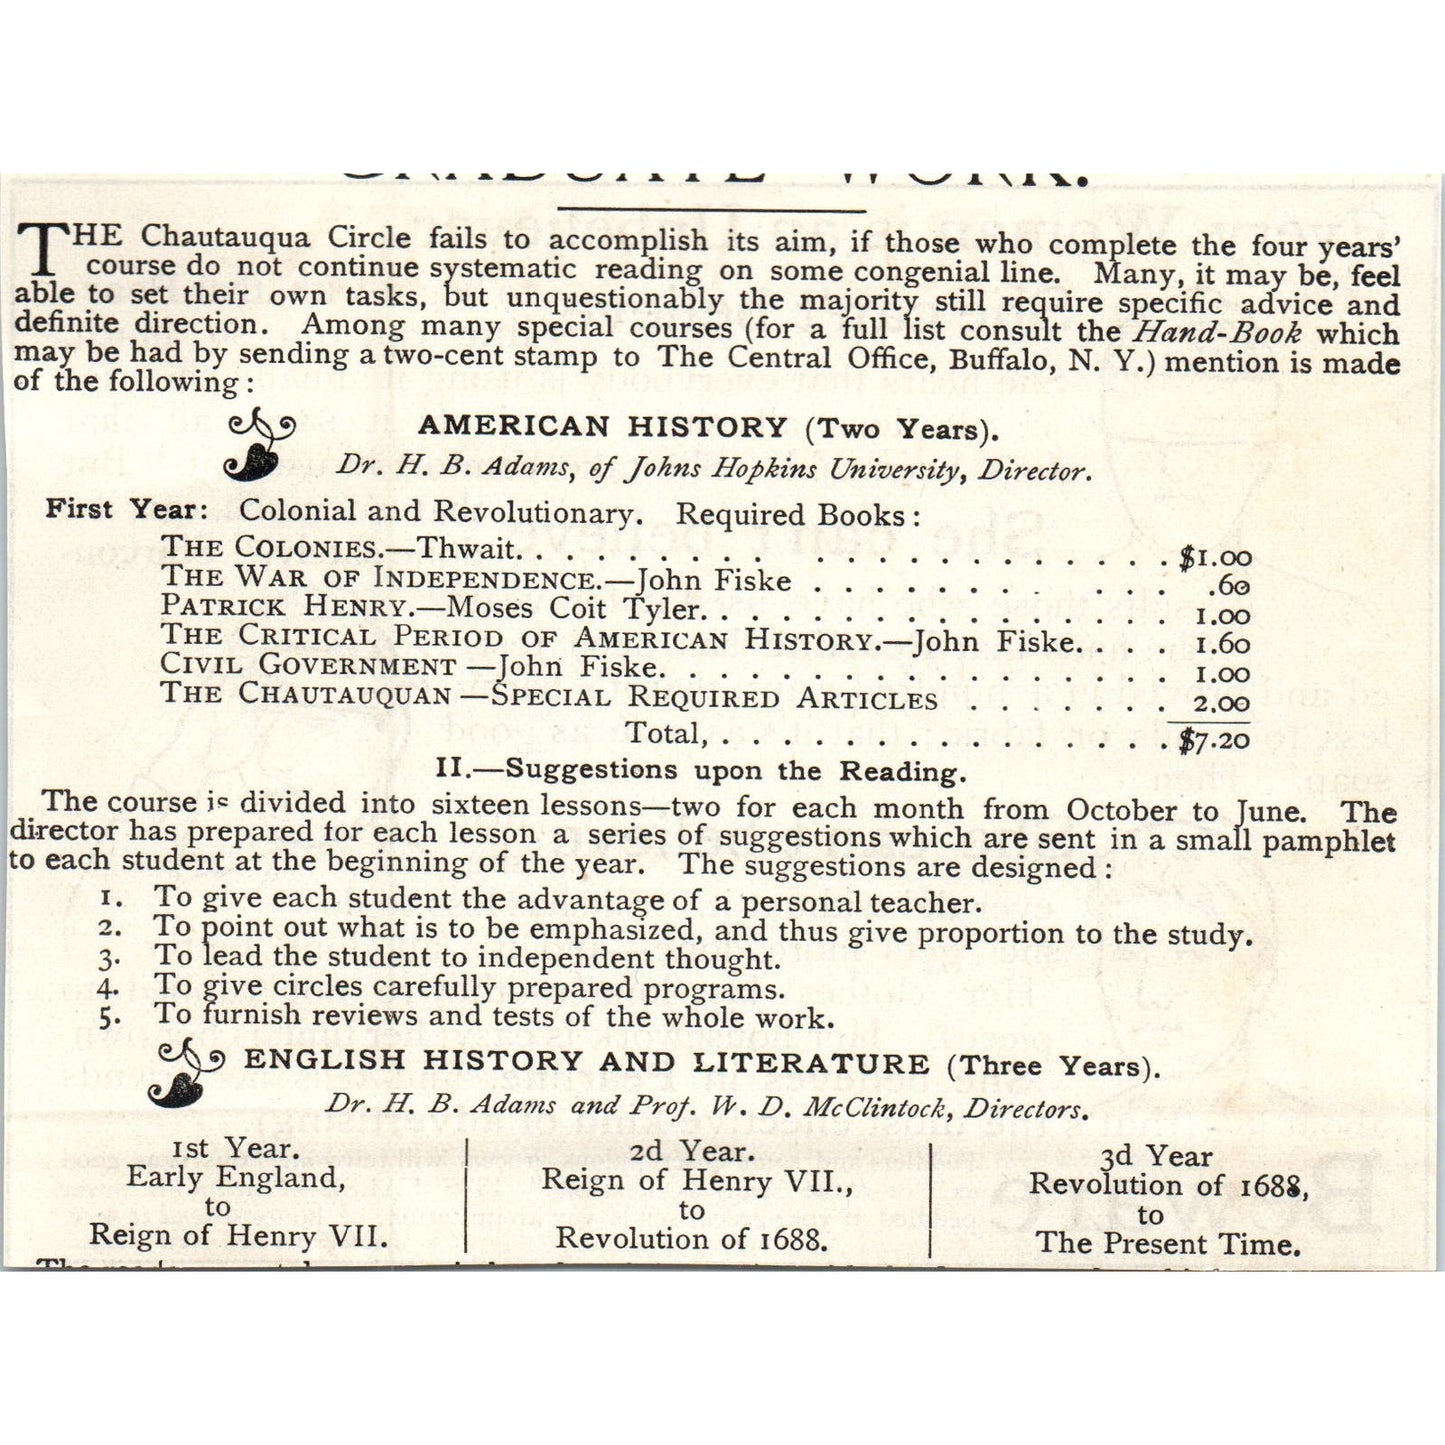 GRADUATE WORK.
THE Chautauqua Circle fails to accomplish its aim, if those who complete the four years'
course do not continue systematic reading on some congenial line. Many, it may be, feel
able to set their own tasks, but unquestionably the majority still require specific advice and
definite direction. Among many special courses (for a full list consult the Hand-Book which
may be had by sending a two-cent stamp to The Central Office, Buffalo, N. Y.) mention is made
of the following:
AMERICAN HISTORY (Two Years).
Dr. H. B. Adams, of Johns Hopkins University, Director.
First Year: Colonial and Revolutionary. Required Books:
THE COLONIES.—Thwait. . . . . . . . . . . . . . . . . . . . $1.00
THE WAR OF INDEPENDENCE.—John Fiske . . . . . . . . . . . .60
PATRICK HENRY.—Moses Coit Tyler. . . . . . . . . . . . . . . 1.00
THE CRITICAL PERIOD OF AMERICAN HISTORY.—John Fiske. . . . 1.60
CIVIL GOVERNMENT—John Fiske. . . . . . . . . . . . . . . . . 1.00
THE CHAUTAUQUAN—SPECIAL REQUIRED ARTICLES . . . . . . . 2.00
Total, . . . . . . . . . . . . . . . $7.20
II.—Suggestions upon the Reading.
The course is divided into sixteen lessons—two for each month from October to June. The
director has prepared for each lesson a series of suggestions which are sent in a small pamphlet
to each student at the beginning of the year. The suggestions are designed:
1. To give each student the advantage of a personal teacher.
2. To point out what is to be emphasized, and thus give proportion to the study.
3. To lead the student to independent thought.
4. To give circles carefully prepared programs.
5. To furnish reviews and tests of the whole work.
ENGLISH HISTORY AND LITERATURE (Three Years).
Dr. H. B. Adams and Prof. W. D. McClintock, Directors.
1st Year.
Early England,
to
Reign of Henry VII.
2d Year.
Reign of Henry VII.,
to
Revolution of 1688.
3d Year
Revolution of 1688,
to
The Present Time.